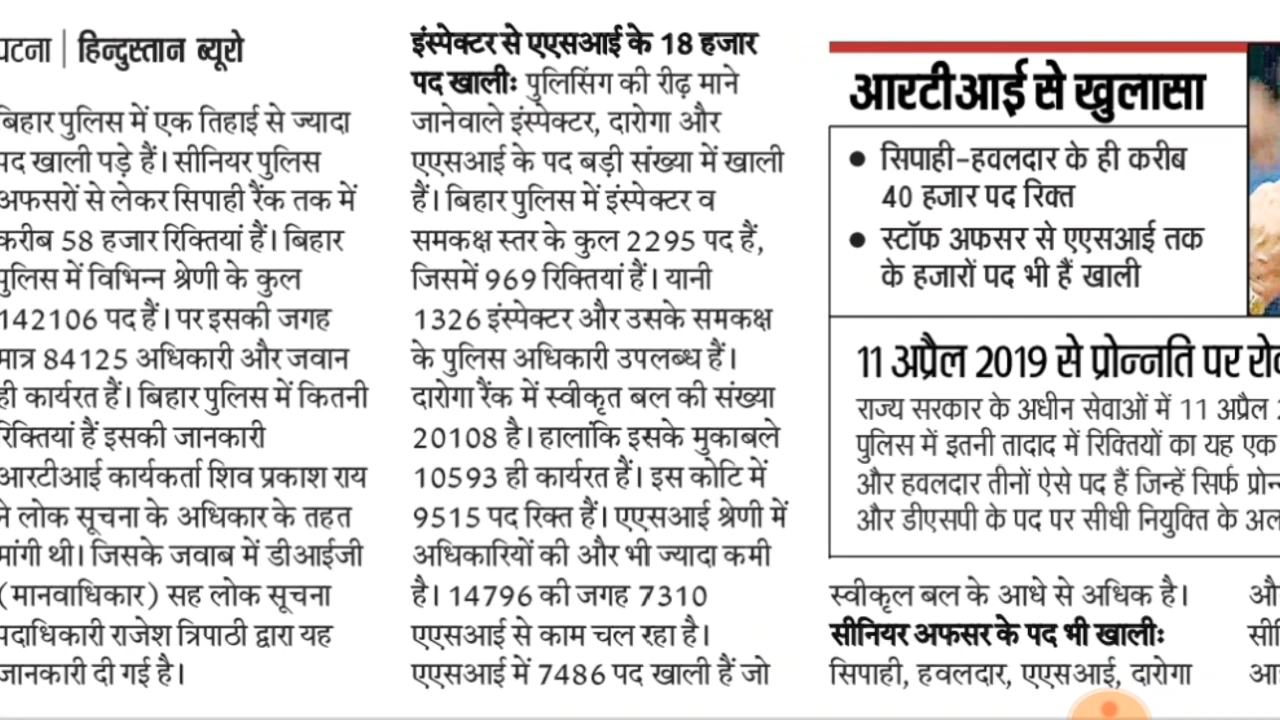 पटना | हिन्दुस्तान ब्यूरो
बिहार पुलिस में एक तिहाई से ज्यादा
पद खाली पड़े हैं। सीनियर पुलिस
अफसरों से लेकर सिपाही रैंक तक में
करीब 58 हजार रिक्तियां हैं। बिहार
पुलिस में विभिन्न श्रेणी के कुल
142106 पद हैं। पर इसकी जगह
मात्र 84125 अधिकारी और जवान
ही कार्यरत हैं। बिहार पुलिस में कितनी
रिक्तियां हैं इसकी जानकारी
आरटीआई कार्यकर्ता शिव प्रकाश राय
ने लोक सूचना के अधिकार के तहत
मांगी थी। जिसके जवाब में डीआईजी
(मानवाधिकार) सह लोक सूचना
पदाधिकारी राजेश त्रिपाठी द्वारा यह
जानकारी दी गई है।
इंस्पेक्टर से एएसआई के 18 हजार
पद खाली: पुलिसिंग की रीढ़ माने
जानेवाले इंस्पेक्टर, दारोगा और
एएसआई के पद बड़ी संख्या में खाली
हैं। बिहार पुलिस में इंस्पेक्टर व
समकक्ष स्तर के कुल 2295 पद हैं,
जिसमें 969 रिक्तियां हैं। यानी
1326 इंस्पेक्टर और उसके समकक्ष
के पुलिस अधिकारी उपलब्ध हैं।
दारोगा रैंक में स्वीकृत बल की संख्या
20108 है। हालांकि इसके मुकाबले
10593 ही कार्यरत हैं। इस कोटि में
9515 पद रिक्त हैं। एएसआई श्रेणी में
अधिकारियों की और भी ज्यादा कमी
है। 14796 की जगह 7310
एएसआई से काम चल रहा है।
एएसआई में 7486 पद खाली हैं जो
आरटीआई से खुलासा
● सिपाही-हवलदार के ही करीब
40 हजार पद रिक्त
● स्टॉफ अफसर से एएसआई तक
के हजारों पद भी हैं खाली
11 अप्रैल 2019 से प्रोन्नति पर
राज्य सरकार के अधीन सेवाओं में 11 अप्रैल
पुलिस में इतनी तादाद में रिक्तियों का यह एक
और हवलदार तीनों ऐसे पद हैं जिन्हें सिर्फ
और डीएसपी के पद पर सीधी नियुक्ति के
स्वीकृल बल के आधे से अधिक है।
सीनियर अफसर के पद भी खाली:
सिपाही, हवलदार, एएसआई, दारोगा